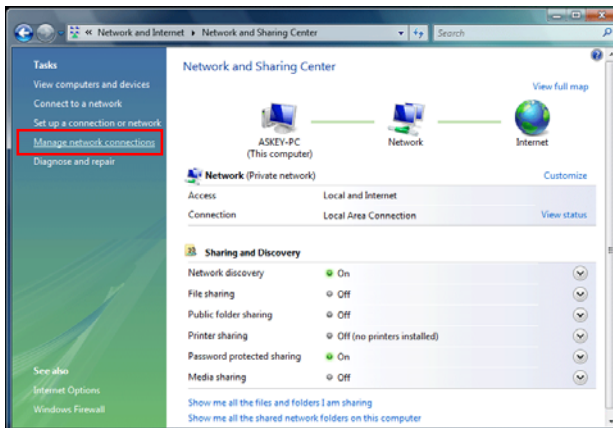 « Network and Internet ▸ Network and Sharing Center
Search
Tasks
View computers and devices
Connect to a network
Set up a connection or network
Manage network connections
Diagnose and repair
See also
Internet Options
Windows Firewall
Network and Sharing Center
View full map
ASKEY-PC
(This computer)
Network
Internet
Network (Private network)
Customize
Access Local and Internet
Connection Local Area Connection View status
Sharing and Discovery
Network discovery On
File sharing Off
Public folder sharing Off
Printer sharing Off (no printers installed)
Password protected sharing On
Media sharing Off
Show me all the files and folders I am sharing
Show me all the shared network folders on this computer